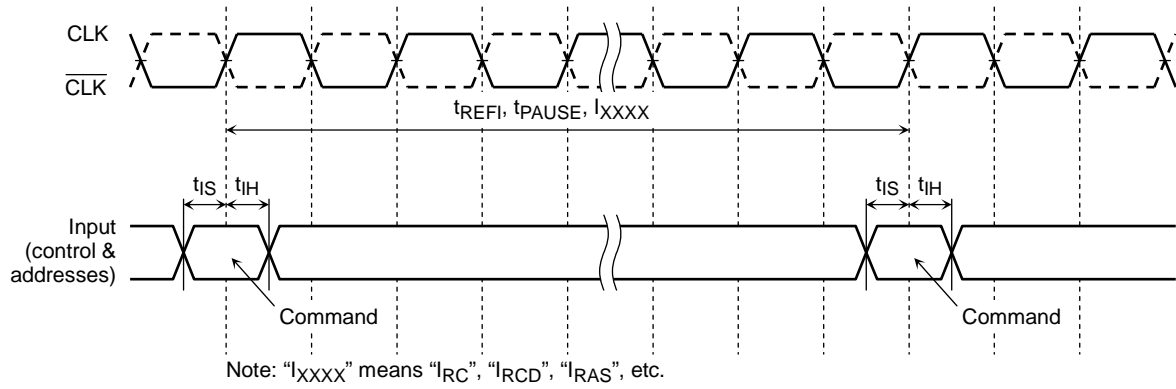 CLK
CLK
tREFI, tPAUSE, IXXXX
tIS
tIH
tIS
tIH
Input
(control &
addresses)
Command
Command
Note: “IXXXX” means “IRC”, “IRCD”, “IRAS”, etc.